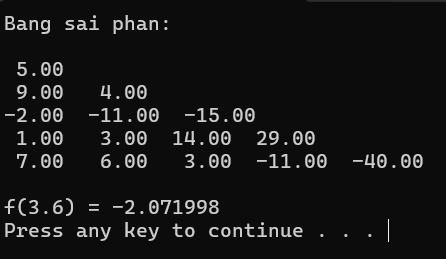 Bang sai phan:
5.00
9.00 4.00
-2.00 -11.00 -15.00
1.00 3.00 14.00 29.00
7.00 6.00 3.00 -11.00 -40.00
f(3.6) = -2.071998
Press any key to continue . . .